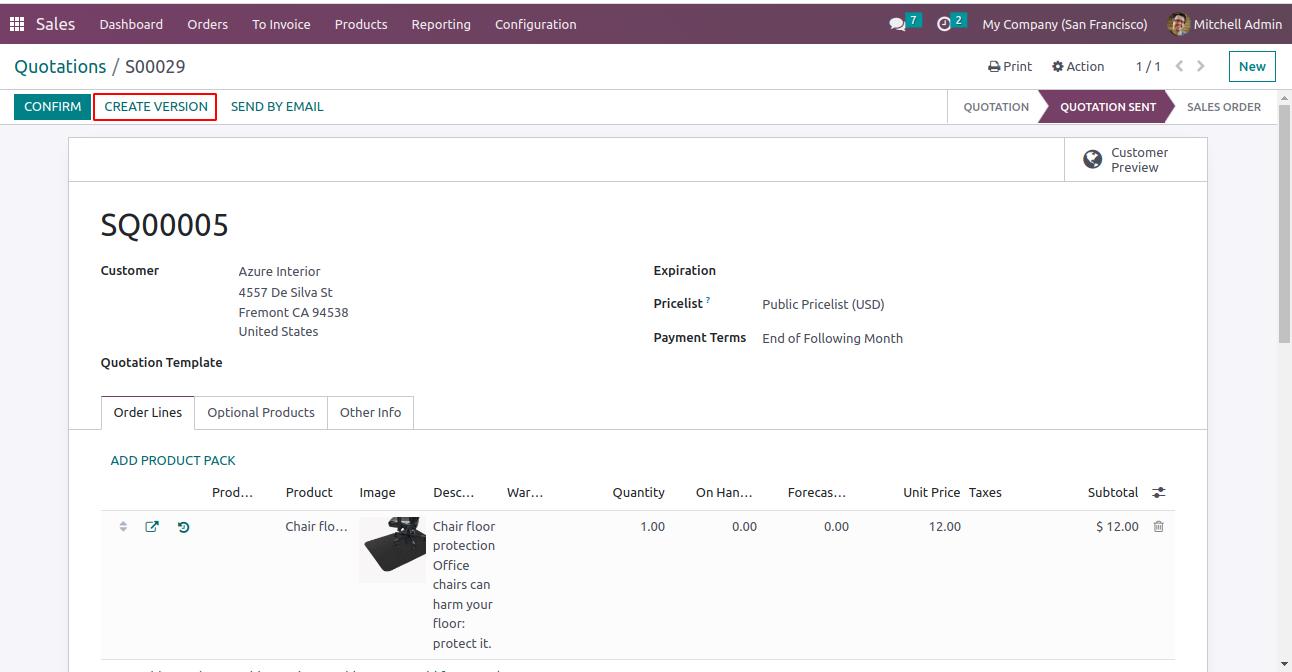 Sales Dashboard Orders To Invoice Products Reporting Configuration 7 2 My Company (San Francisco) Mitchell Admin
Quotations / S00029 Print Action 1 / 1 New
CONFIRM CREATE VERSION SEND BY EMAIL QUOTATION QUOTATION SENT SALES ORDER
Customer
Preview
SQ00005
Customer Azure Interior
4557 De Silva St
Fremont CA 94538
United States
Quotation Template
Expiration
Pricelist ? Public Pricelist (USD)
Payment Terms End of Following Month
Order Lines Optional Products Other Info
ADD PRODUCT PACK
Prod... Product Image Desc... War... Quantity On Han... Forecas... Unit Price Taxes Subtotal
Chair flo... Chair floor 1.00 0.00 0.00 12.00 $ 12.00
protection
Office
chairs can
harm your
floor:
protect it.